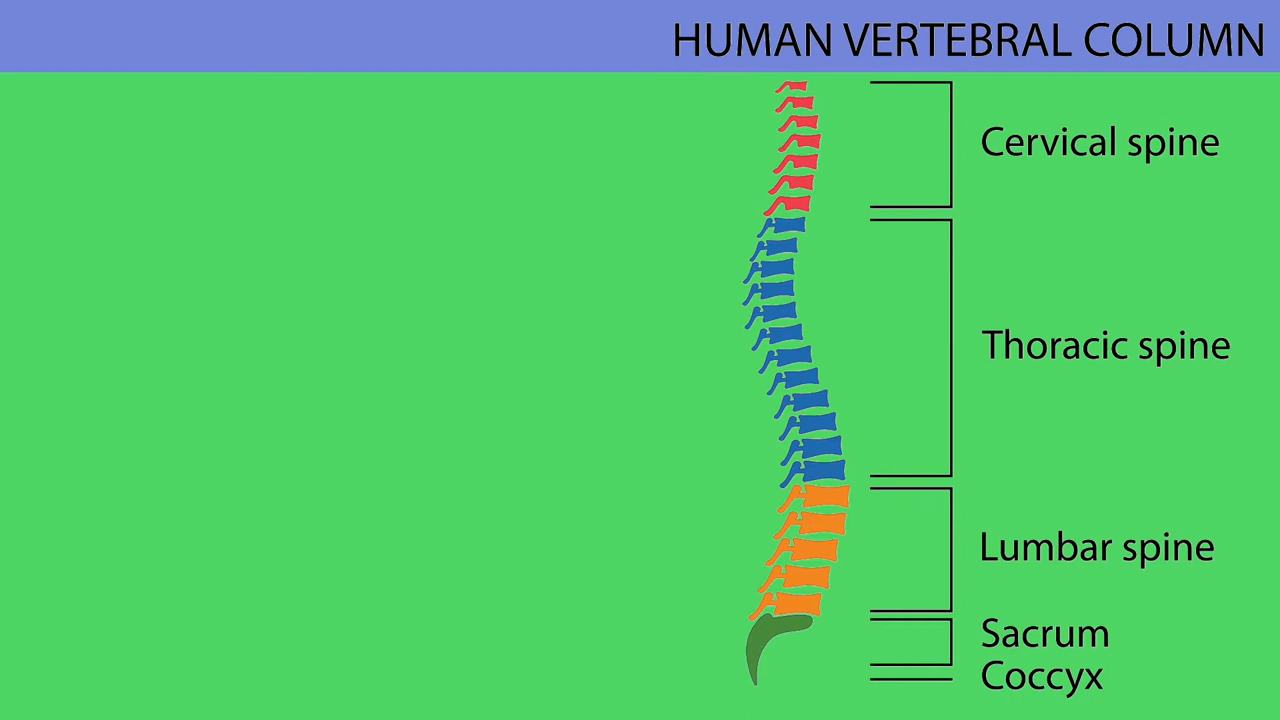 HUMAN VERTEBRAL COLUMN
Cervical spine
Thoracic spine
Lumbar spine
Sacrum
Coccyx